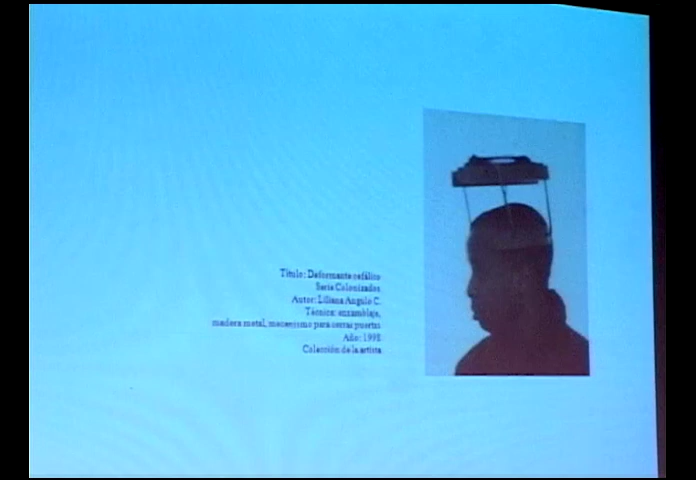 Título: Deformante cefálico
Serie Colonizados
Autor: Liliana Angulo C.
Técnica: ensamblaje,
madera metal, mecanismo para cerrar puertas
Año: 1998
Colección de la artista